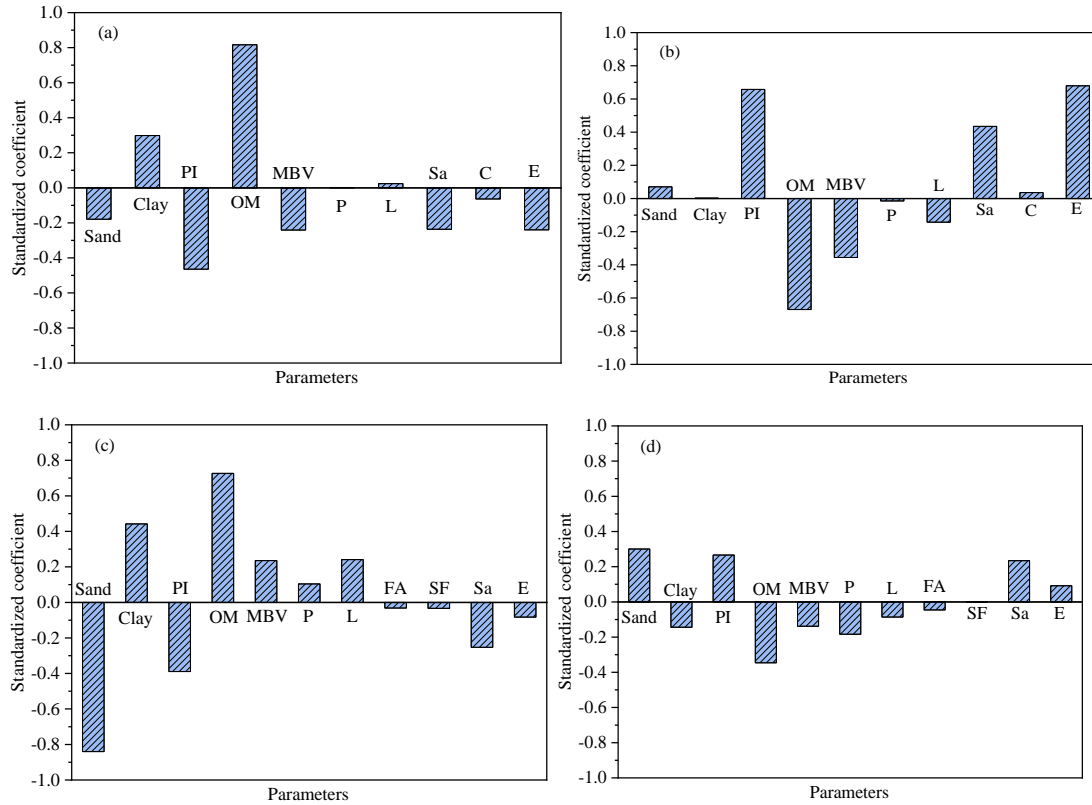 (a)
Standardized coefficient
1.0
0.8
0.6
0.4
0.2
0.0
-0.2
-0.4
-0.6
-0.8
-1.0
Sand
Clay
PI
OM
MBV
P
L
Sa
C
E
Parameters
(b)
Standardized coefficient
1.0
0.8
0.6
0.4
0.2
0.0
-0.2
-0.4
-0.6
-0.8
-1.0
Sand
Clay
PI
OM
MBV
P
L
Sa
C
E
Parameters
(c)
Standardized coefficient
1.0
0.8
0.6
0.4
0.2
0.0
-0.2
-0.4
-0.6
-0.8
-1.0
Sand
Clay
PI
OM
MBV
P
L
FA
SF
Sa
E
Parameters
(d)
Standardized coefficient
1.0
0.8
0.6
0.4
0.2
0.0
-0.2
-0.4
-0.6
-0.8
-1.0
Sand
Clay
PI
OM
MBV
P
L
FA
SF
Sa
E
Parameters